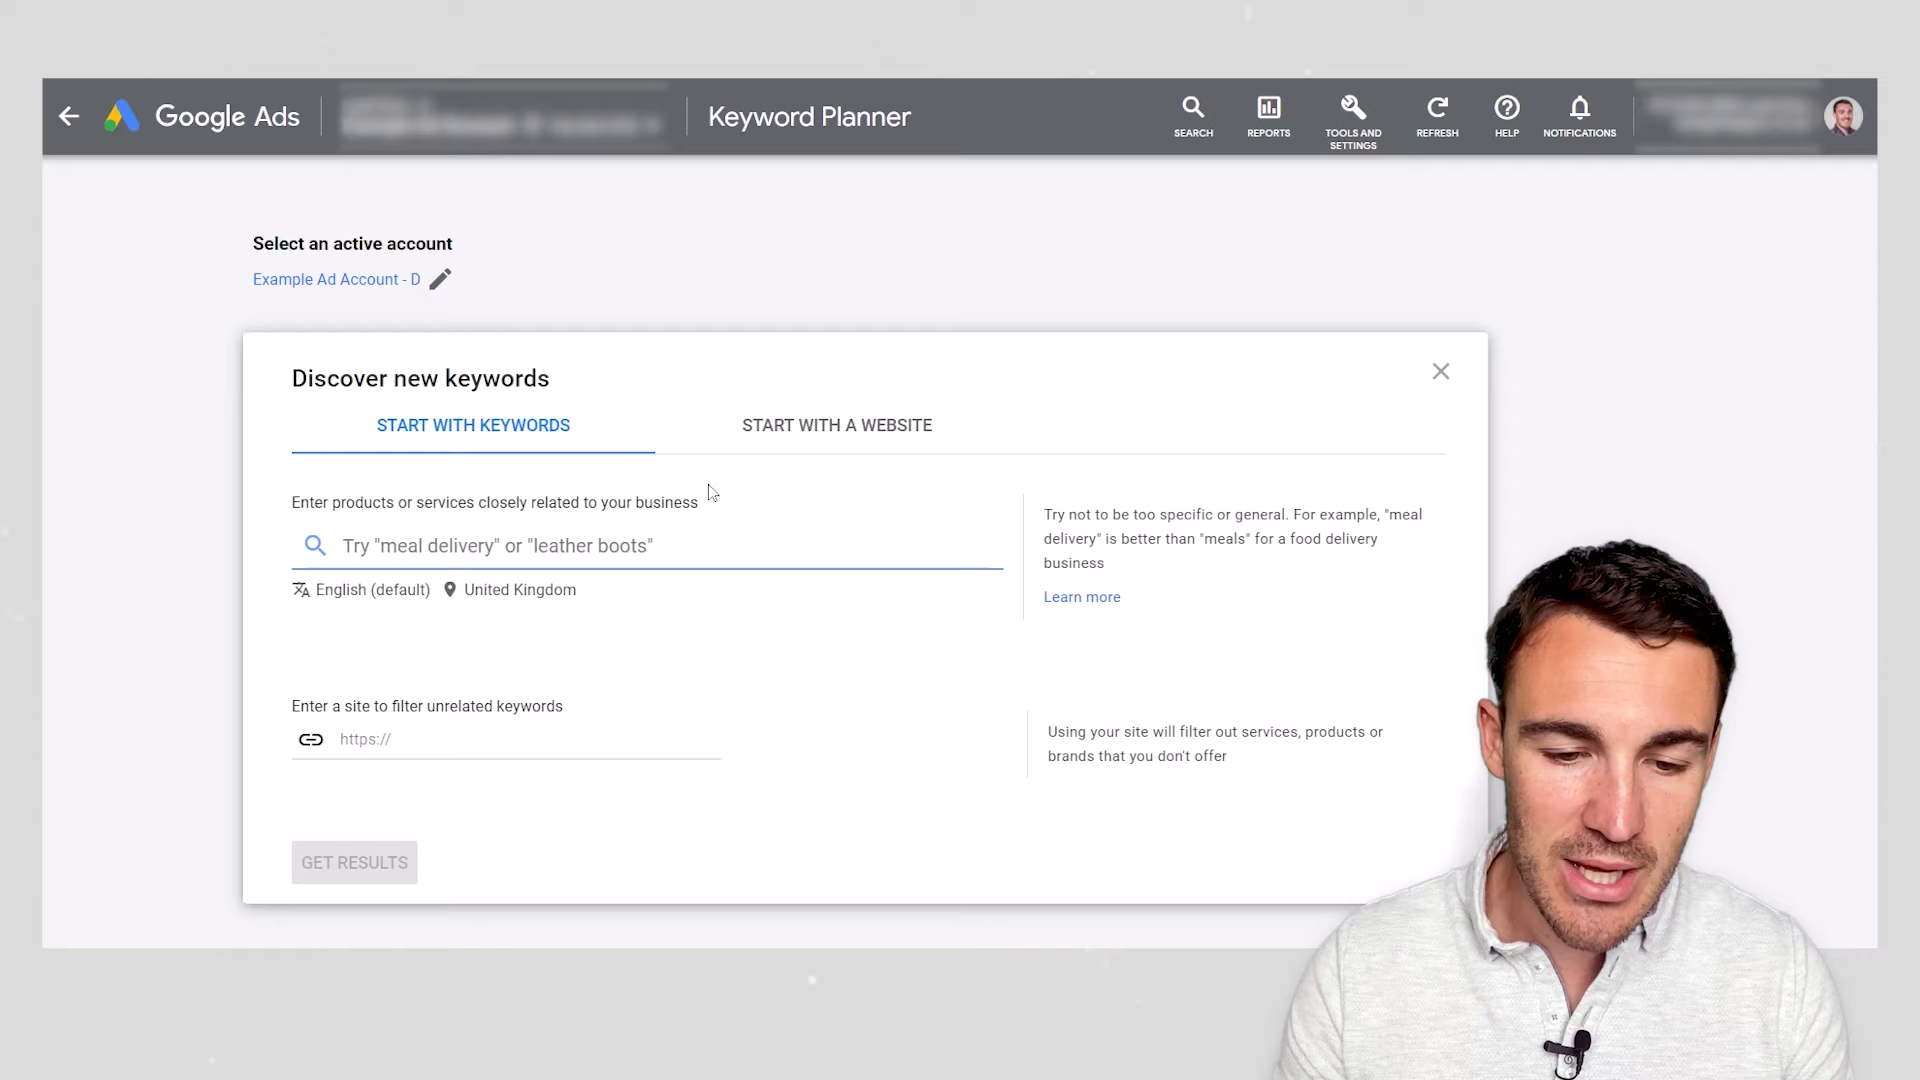 Google Ads
Keyword Planner
SEARCH
REPORTS
TOOLS AND
SETTINGS
REFRESH
HELP
NOTIFICATIONS
Select an active account
Example Ad Account - D
Discover new keywords
START WITH KEYWORDS
START WITH A WEBSITE
Enter products or services closely related to your business
Try "meal delivery" or "leather boots"
English (default)
United Kingdom
Try not to be too specific or general. For example, "meal
delivery" is better than "meals" for a food delivery
business
Learn more
Enter a site to filter unrelated keywords
https://
Using your site will filter out services, products or
brands that you don't offer
GET RESULTS